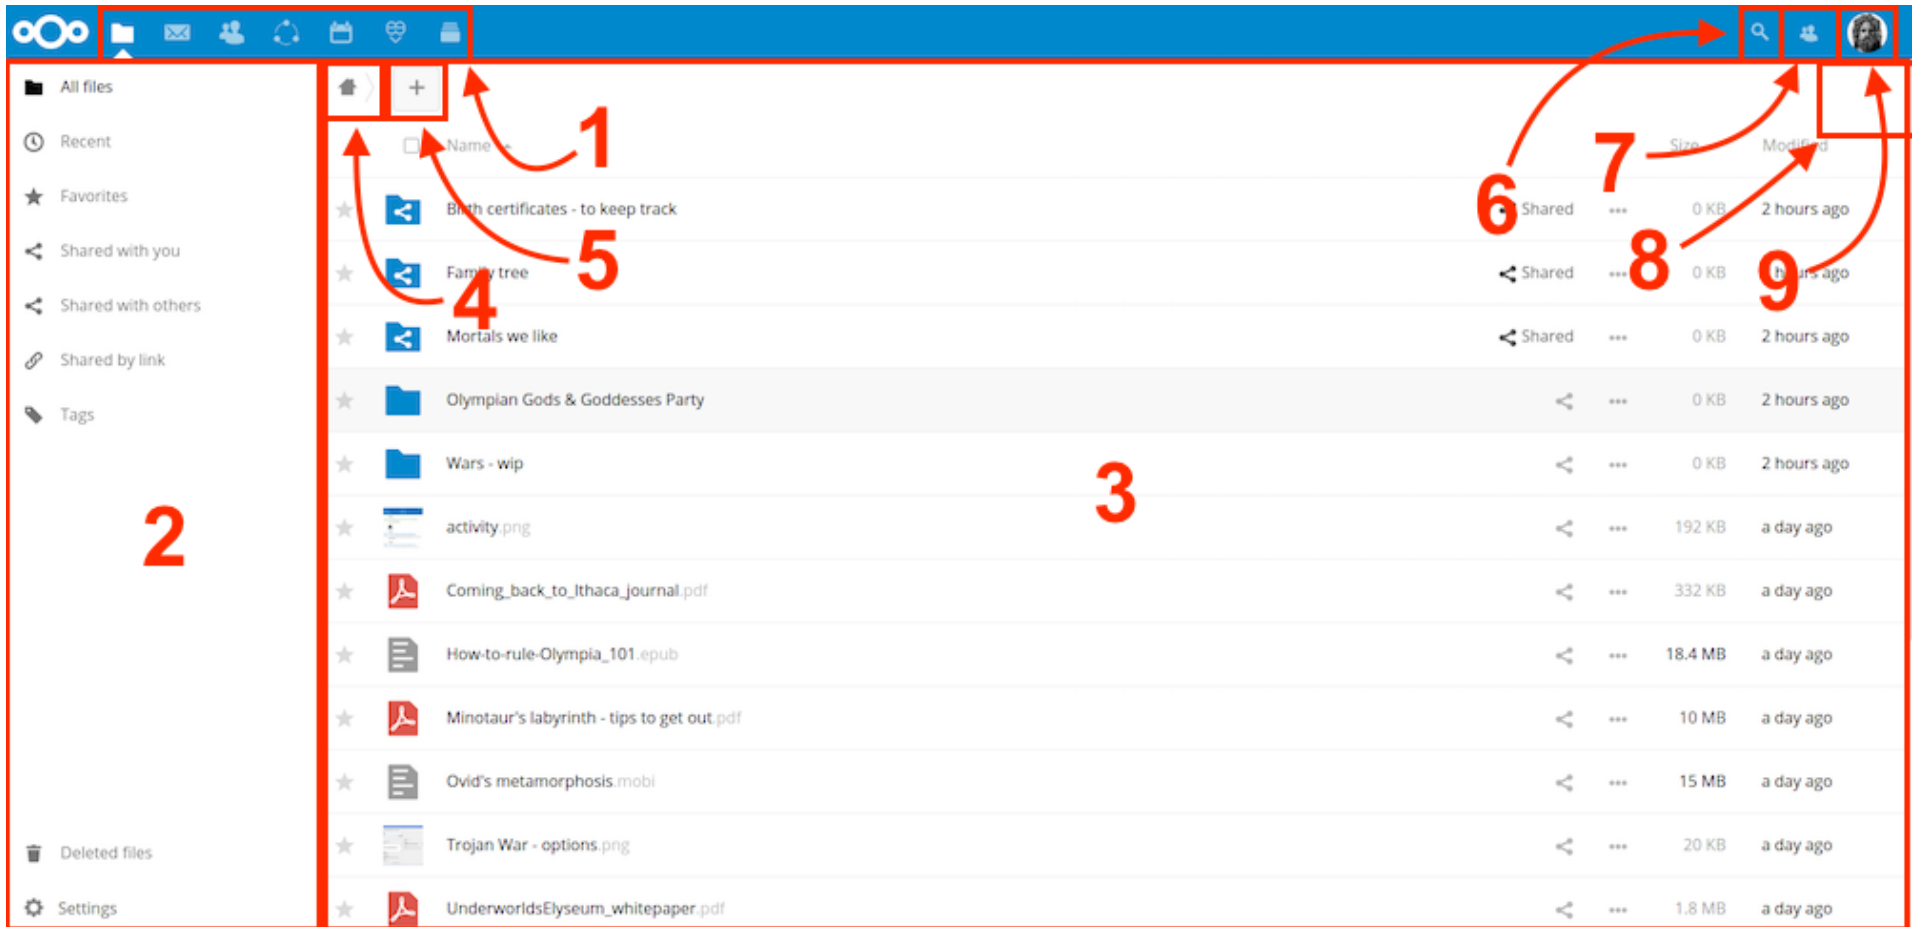 All files
Recent
Favorites
Shared with you
Shared with others
Shared by link
Tags
Deleted files
Settings
1
2
3
4
5
6
7
8
9
Name Size Modified
Birth certificates - to keep track Shared 0 KB 2 hours ago
Family tree Shared 0 KB hours ago
Mortals we like Shared 0 KB 2 hours ago
Olympian Gods & Goddesses Party 0 KB 2 hours ago
Wars - wip 0 KB 2 hours ago
activity.png 192 KB a day ago
Coming_back_to_Ithaca_journal.pdf 332 KB a day ago
How-to-rule-Olympia_101.epub 18.4 MB a day ago
Minotaur's labyrinth - tips to get out.pdf 10 MB a day ago
Ovid's metamorphosis.mobi 15 MB a day ago
Trojan War - options.png 20 KB a day ago
UnderworldsElyseum_whitepaper.pdf 1.8 MB a day ago